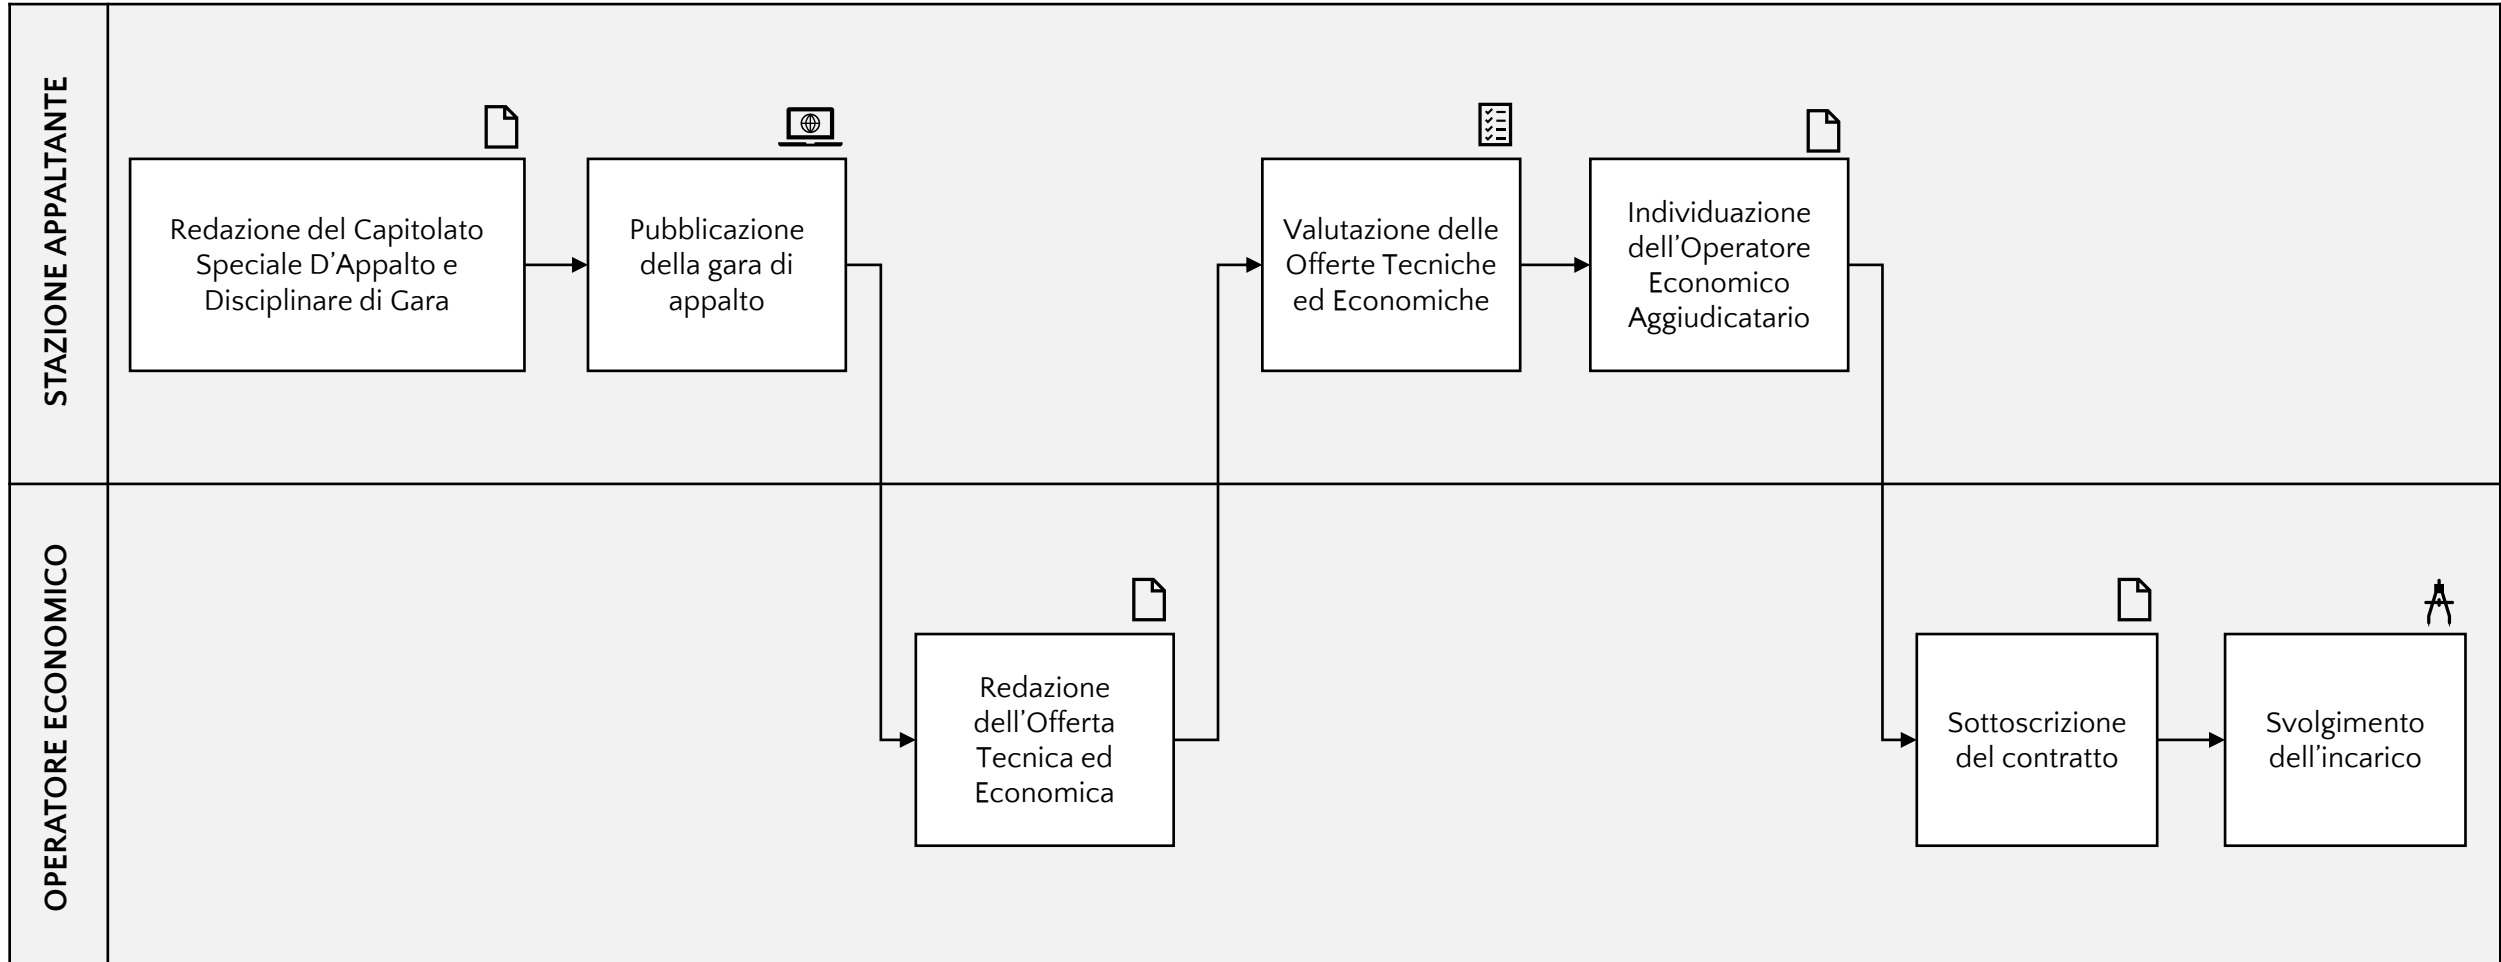 STAZIONE APPALTANTE
Redazione del Capitolato
Speciale D'Appalto e
Disciplinare di Gara
Pubblicazione
della gara di
appalto
Valutazione delle
Offerte Tecniche
ed Economiche
Individuazione
dell'Operatore
Economico
Aggiudicatario
OPERATORE ECONOMICO
Redazione
dell'Offerta
Tecnica ed
Economica
Sottoscrizione
del contratto
Svolgimento
dell'incarico